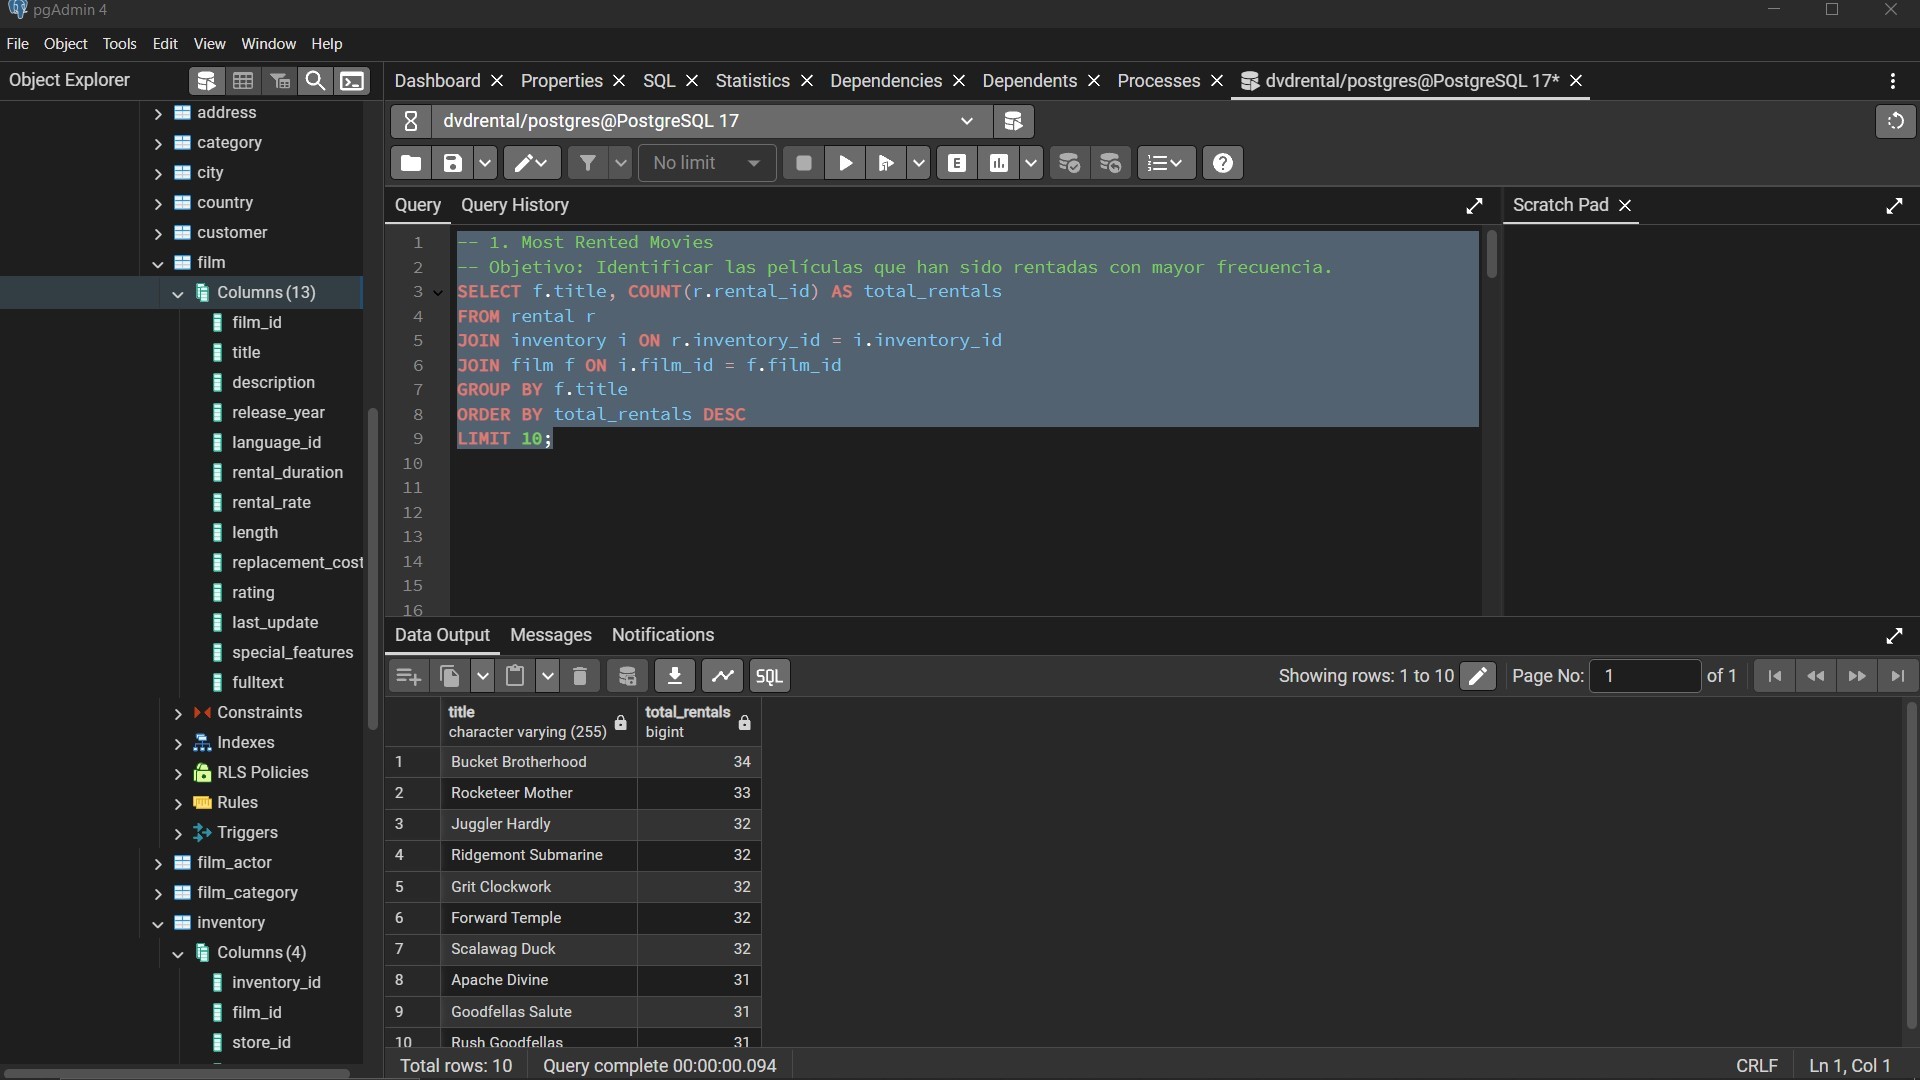 pgAdmin 4
File Object Tools Edit View Window Help
Object Explorer
Dashboard Properties SQL Statistics Dependencies Dependents Processes dvdrental/postgres@PostgreSQL 17*
dvdrental/postgres@PostgreSQL 17
No limit
E
address
category
city
country
customer
film
Columns (13)
film_id
title
description
release_year
language_id
rental_duration
rental_rate
length
replacement_cost
rating
last_update
special_features
fulltext
Constraints
Indexes
RLS Policies
Rules
Triggers
film_actor
film_category
inventory
Columns (4)
inventory_id
film_id
store_id
Query Query History
Scratch Pad
1 -- 1. Most Rented Movies
2 -- Objetivo: Identificar las películas que han sido rentadas con mayor frecuencia.
3 SELECT f.title, COUNT(r.rental_id) AS total_rentals
4 FROM rental r
5 JOIN inventory i ON r.inventory_id = i.inventory_id
6 JOIN film f ON i.film_id = f.film_id
7 GROUP BY f.title
8 ORDER BY total_rentals DESC
9 LIMIT 10;
10
11
12
13
14
15
16
Data Output Messages Notifications
SQL
Showing rows: 1 to 10
Page No: 1 of 1
title total_rentals
character varying (255) bigint
1 Bucket Brotherhood 34
2 Rocketeer Mother 33
3 Juggler Hardly 32
4 Ridgemont Submarine 32
5 Grit Clockwork 32
6 Forward Temple 32
7 Scalawag Duck 32
8 Apache Divine 31
9 Goodfellas Salute 31
10 Rush Goodfellas 31
Total rows: 10 Query complete 00:00:00.094 CRLF Ln 1, Col 1